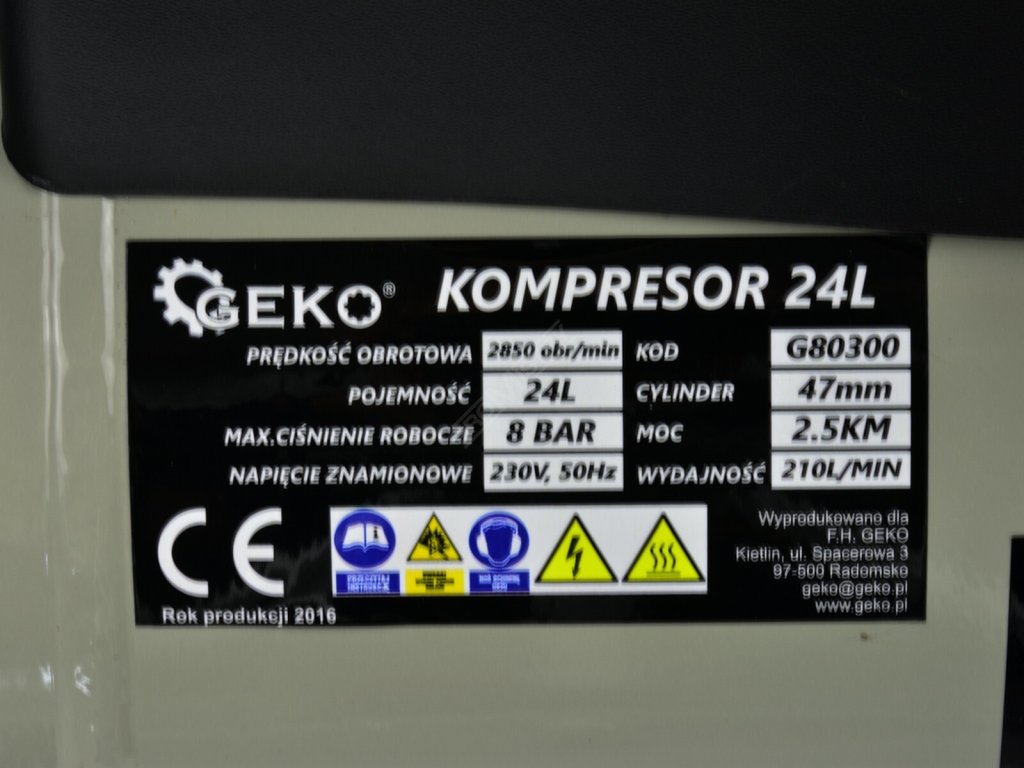 GEKO®
KOMPRESOR 24L
PRĘDKOŚĆ OBROTOWA 2850 obr/min KOD G80300
POJEMNOŚĆ 24L CYLINDER 47mm
MAX.CIŚNIENIE ROBOCZE 8 BAR MOC 2.5KM
NAPIĘCIE ZNAMIONOWE 230V, 50Hz WYDAJNOŚĆ 210L/MIN
CE
PRZECZYTAJ
INSTRUKCJĘ
Rok produkcji 2016
Wyprodukowano dla
F.H. GEKO
Kietlin, ul. Spacerowa 3
97-500 Radomsko
geko@geko.pl
www.geko.pl